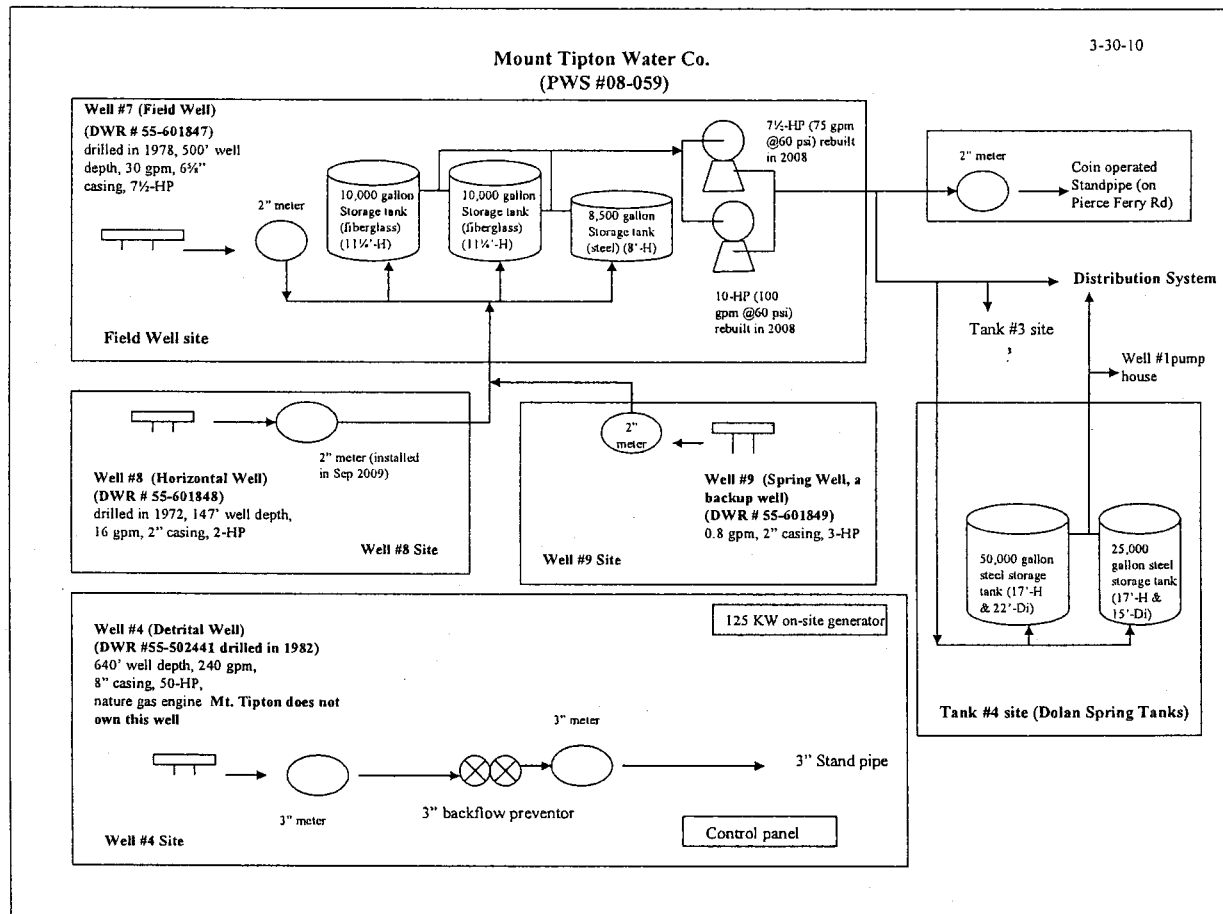 3-30-10
Mount Tipton Water Co.
(PWS #08-059)
Well #7 (Field Well)
(DWR # 55-601847)
drilled in 1978, 500' well
depth, 30 gpm, 6⅝"
casing, 7½-HP
2" meter
10,000 gallon
Storage tank
(fiberglass)
(11¼'-H)
10,000 gallon
Storage tank
(fiberglass)
(11¼'-H)
8,500 gallon
Storage tank
(steel) (8'-H)
7½-HP (75 gpm
@60 psi) rebuilt
in 2008
10-HP (100
gpm @60 psi)
rebuilt in 2008
Field Well site
2" meter
Coin operated
Standpipe (on
Pierce Ferry Rd)
Distribution System
Tank #3 site
Well #1pump
house
2" meter (installed
in Sep 2009)
Well #8 (Horizontal Well)
(DWR # 55-601848)
drilled in 1972, 147' well depth,
16 gpm, 2" casing, 2-HP
Well #8 Site
2"
meter
Well #9 (Spring Well, a
backup well)
(DWR # 55-601849)
0.8 gpm, 2" casing, 3-HP
Well #9 Site
50,000 gallon
steel storage
tank (17'-H
& 22'-Di)
25,000
gallon steel
storage tank
(17'-H &
15'-Di)
Tank #4 site (Dolan Spring Tanks)
125 KW on-site generator
Well #4 (Detrital Well)
(DWR #55-502441 drilled in 1982)
640' well depth, 240 gpm,
8" casing, 50-HP,
nature gas engine Mt. Tipton does not
own this well
3" meter
3" backflow preventor
3" meter
3" Stand pipe
Control panel
Well #4 Site